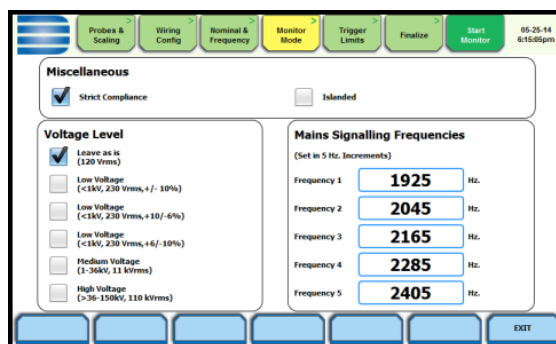 Probes &
Scaling
Wiring
Config
Nominal &
Frequency
Monitor
Mode
Trigger
Limits
Finalize
Start
Monitor
05-25-14
6:15:05pm
Miscellaneous
Strict Compliance
Islanded
Voltage Level
Leave as is
(120 Vrms)
Low Voltage
(<1kV, 230 Vrms,+/- 10%)
Low Voltage
(<1kV, 230 Vrms,+10/-6%)
Low Voltage
(<1kV, 230 Vrms,+6/-10%)
Medium Voltage
(1-36kV, 11 kVrms)
High Voltage
(>36-150kV, 110 kVrms)
Mains Signalling Frequencies
(Set in 5 Hz. Increments)
Frequency 1 1925 Hz.
Frequency 2 2045 Hz.
Frequency 3 2165 Hz.
Frequency 4 2285 Hz.
Frequency 5 2405 Hz.
EXIT